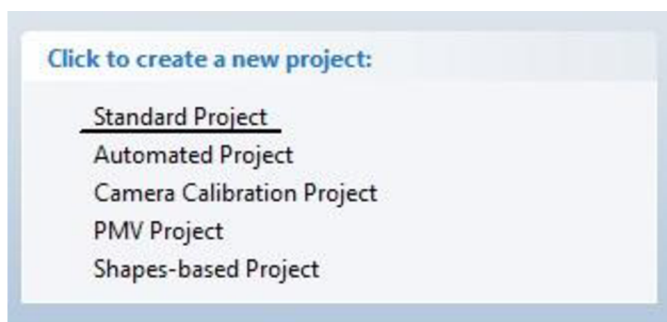 Click to create a new project:
Standard Project
Automated Project
Camera Calibration Project
PMV Project
Shapes-based Project